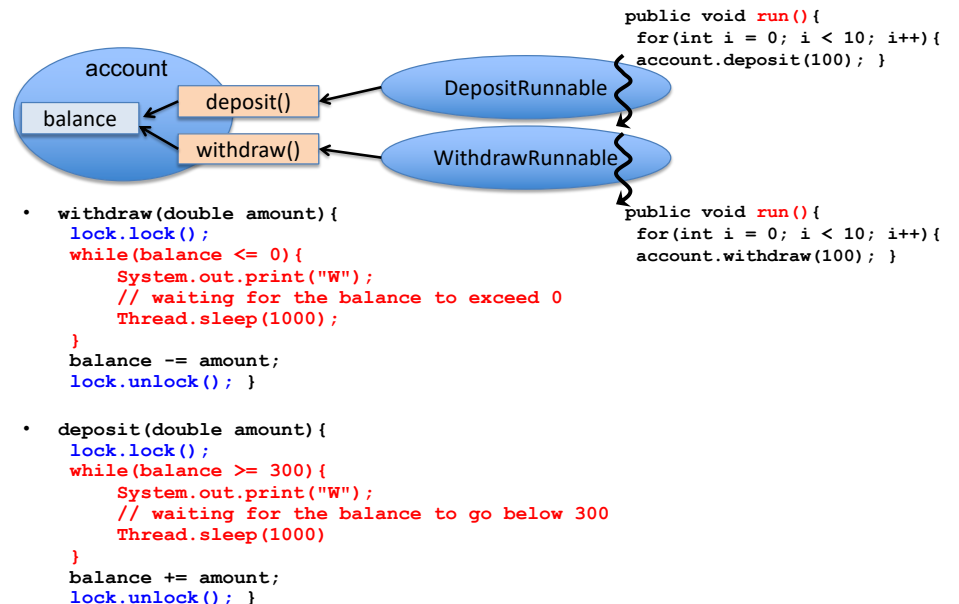 public void run(){
for(int i = 0; i < 10; i++){
account.deposit(100); }
account
balance
deposit()
withdraw()
DepositRunnable
WithdrawRunnable
public void run(){
for(int i = 0; i < 10; i++){
account.withdraw(100); }
• withdraw(double amount){
lock.lock();
while(balance <= 0){
System.out.print("W");
// waiting for the balance to exceed 0
Thread.sleep(1000);
}
balance -= amount;
lock.unlock(); }
• deposit(double amount){
lock.lock();
while(balance >= 300){
System.out.print("W");
// waiting for the balance to go below 300
Thread.sleep(1000)
}
balance += amount;
lock.unlock(); }